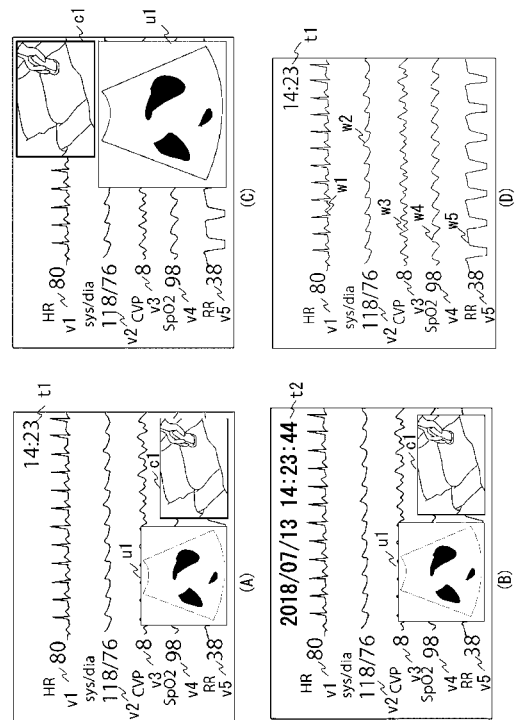 14:23 t1
HR
80
v1
sys/dia
118/76
v2
CVP
8
v3
SpO2
98
v4
RR
38
v5
u1
c1
(A)
HR
80
v1
sys/dia
118/76
v2
CVP
8
v3
SpO2
98
v4
RR
38
v5
c1
u1
(C)
2018/07/13 14:23:44 t2
HR
80
v1
sys/dia
118/76
v2
CVP
8
v3
SpO2
98
v4
RR
38
v5
u1
c1
(B)
14:23 t1
HR
80
v1
sys/dia
118/76
v2
CVP
8
v3
SpO2
98
v4
RR
38
v5
w1
w2
w3
w4
w5
(D)